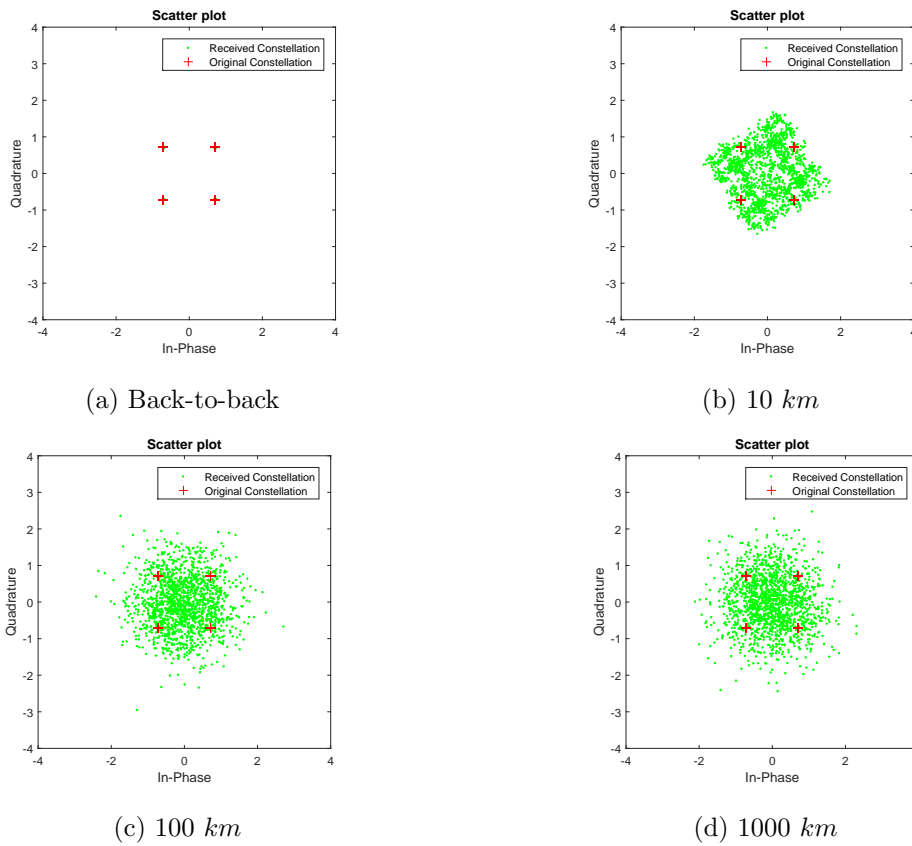 Scatter plot
Received Constellation
Original Constellation
4
3
2
1
0
-1
-2
-3
-4
Quadrature
-4
-2
0
2
4
In-Phase
(a) Back-to-back
Scatter plot
Received Constellation
Original Constellation
4
3
2
1
0
-1
-2
-3
-4
Quadrature
-4
-2
0
2
4
In-Phase
(b) 10 km
Scatter plot
Received Constellation
Original Constellation
4
3
2
1
0
-1
-2
-3
-4
Quadrature
-4
-2
0
2
4
In-Phase
(c) 100 km
Scatter plot
Received Constellation
Original Constellation
4
3
2
1
0
-1
-2
-3
-4
Quadrature
-4
-2
0
2
In-Phase
(d) 1000 km